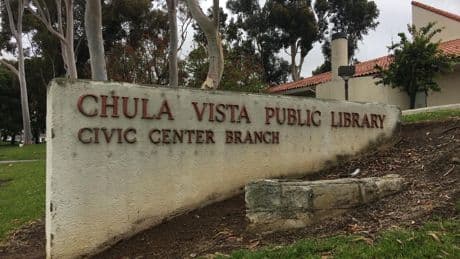 CHULA VISTA PUBLIC LIBRARY
CIVIC CENTER BRANCH